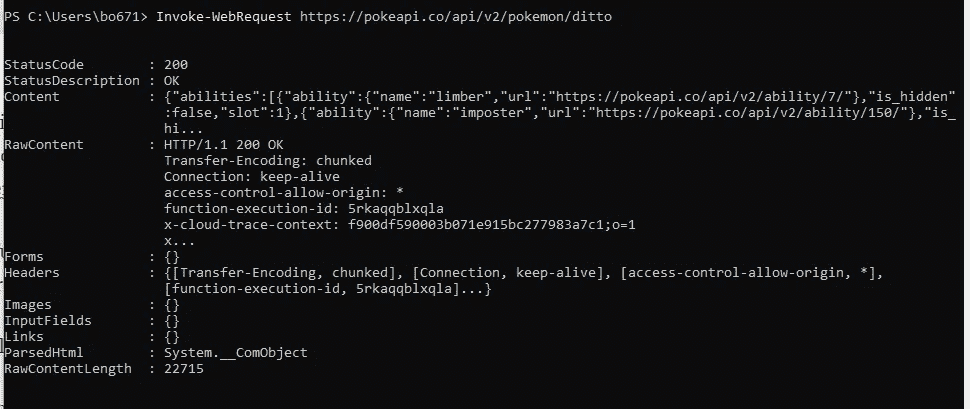 PS C:\Users\bo671> Invoke-WebRequest https://pokeapi.co/api/v2/pokemon/ditto
StatusCode        : 200
StatusDescription : OK
Content           : {"abilities":[{"ability":{"name":"limber","url":"https://pokeapi.co/api/v2/ability/7/"},"is_hidden"
                    :false,"slot":1},{"ability":{"name":"imposter","url":"https://pokeapi.co/api/v2/ability/150/"},"is_
                    hi...
RawContent        : HTTP/1.1 200 OK
                    Transfer-Encoding: chunked
                    Connection: keep-alive
                    access-control-allow-origin: *
                    function-execution-id: 5rkaqqblxqla
                    x-cloud-trace-context: f900df590003b071e915bc277983a7c1;o=1
                    x...
Forms             : {}
Headers           : {[Transfer-Encoding, chunked], [Connection, keep-alive], [access-control-allow-origin, *],
                    [function-execution-id, 5rkaqqblxqla]...}
Images            : {}
InputFields       : {}
Links             : {}
ParsedHtml        : System.__ComObject
RawContentLength  : 22715